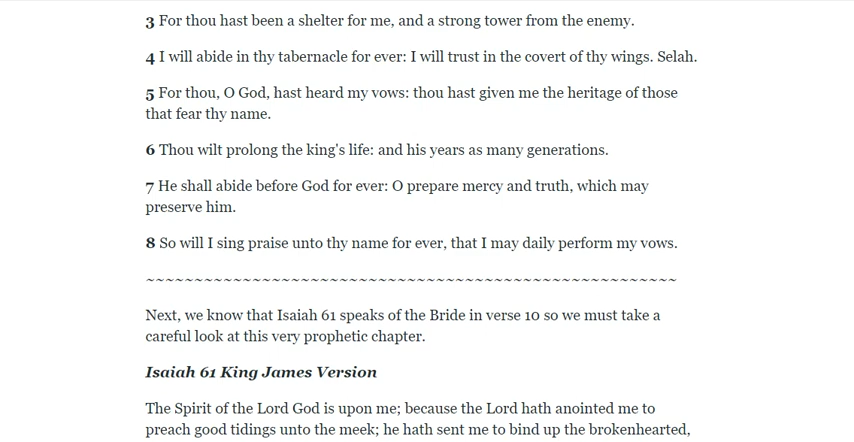 3 For thou hast been a shelter for me, and a strong tower from the enemy.
4 I will abide in thy tabernacle for ever: I will trust in the covert of thy wings. Selah.
5 For thou, O God, hast heard my vows: thou hast given me the heritage of those
that fear thy name.
6 Thou wilt prolong the king's life: and his years as many generations.
7 He shall abide before God for ever: O prepare mercy and truth, which may
preserve him.
8 So will I sing praise unto thy name for ever, that I may daily perform my vows.
~~~~~~~~~~~~~~~~~~~~~~~~~~~~~~~~~~~~~~~~~~~~~~~~~~~~~~~
Next, we know that Isaiah 61 speaks of the Bride in verse 10 so we must take a
careful look at this very prophetic chapter.
Isaiah 61 King James Version
The Spirit of the Lord God is upon me; because the Lord hath anointed me to
preach good tidings unto the meek; he hath sent me to bind up the brokenhearted,